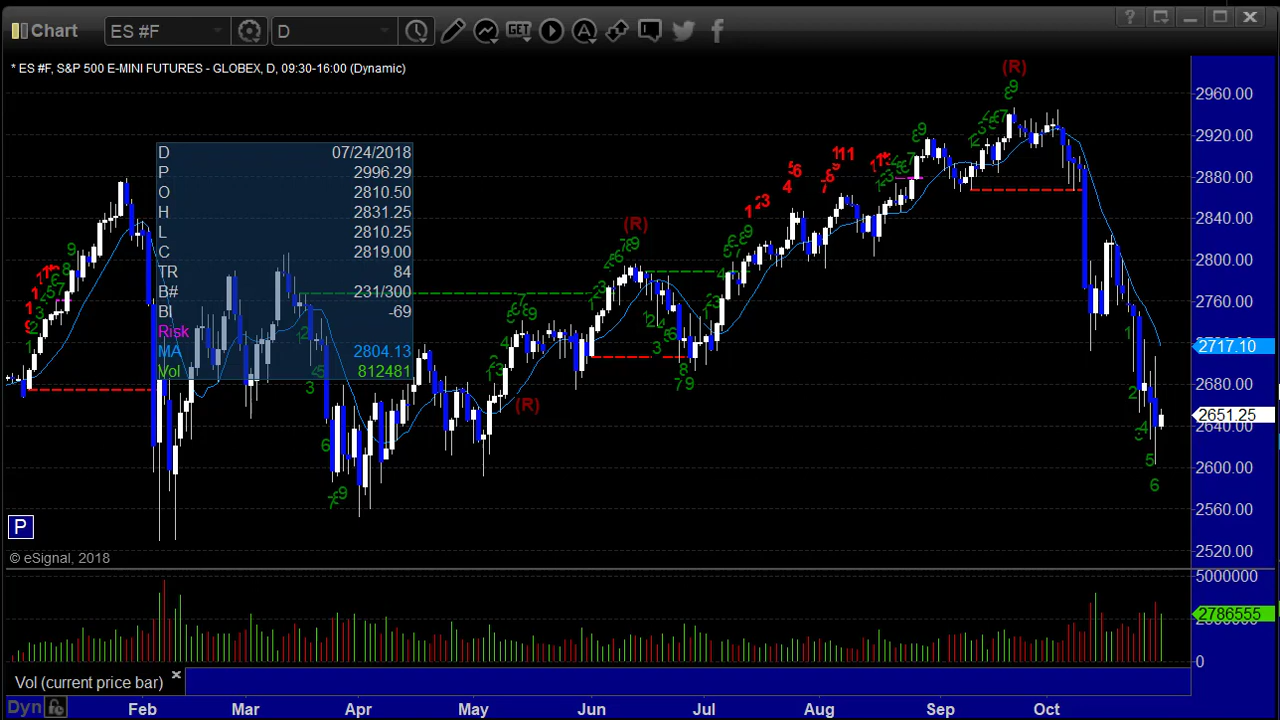 Chart ES #F D GET A
* ES #F, S&P 500 E-MINI FUTURES - GLOBEX, D, 09:30-16:00 (Dynamic)
D 07/24/2018
P 2996.29
O 2810.50
H 2831.25
L 2810.25
C 2819.00
TR 84
B# 231/300
BI -69
Risk
MA 2804.13
Vol 812481
(R)
(R)
(R)
2960.00
2920.00
2880.00
2840.00
2800.00
2760.00
2717.10
2680.00
2651.25
2640.00
2600.00
2560.00
2520.00
P
© eSignal, 2018
5000000
2786555
0
Vol (current price bar)
Dyn Feb Mar Apr May Jun Jul Aug Sep Oct